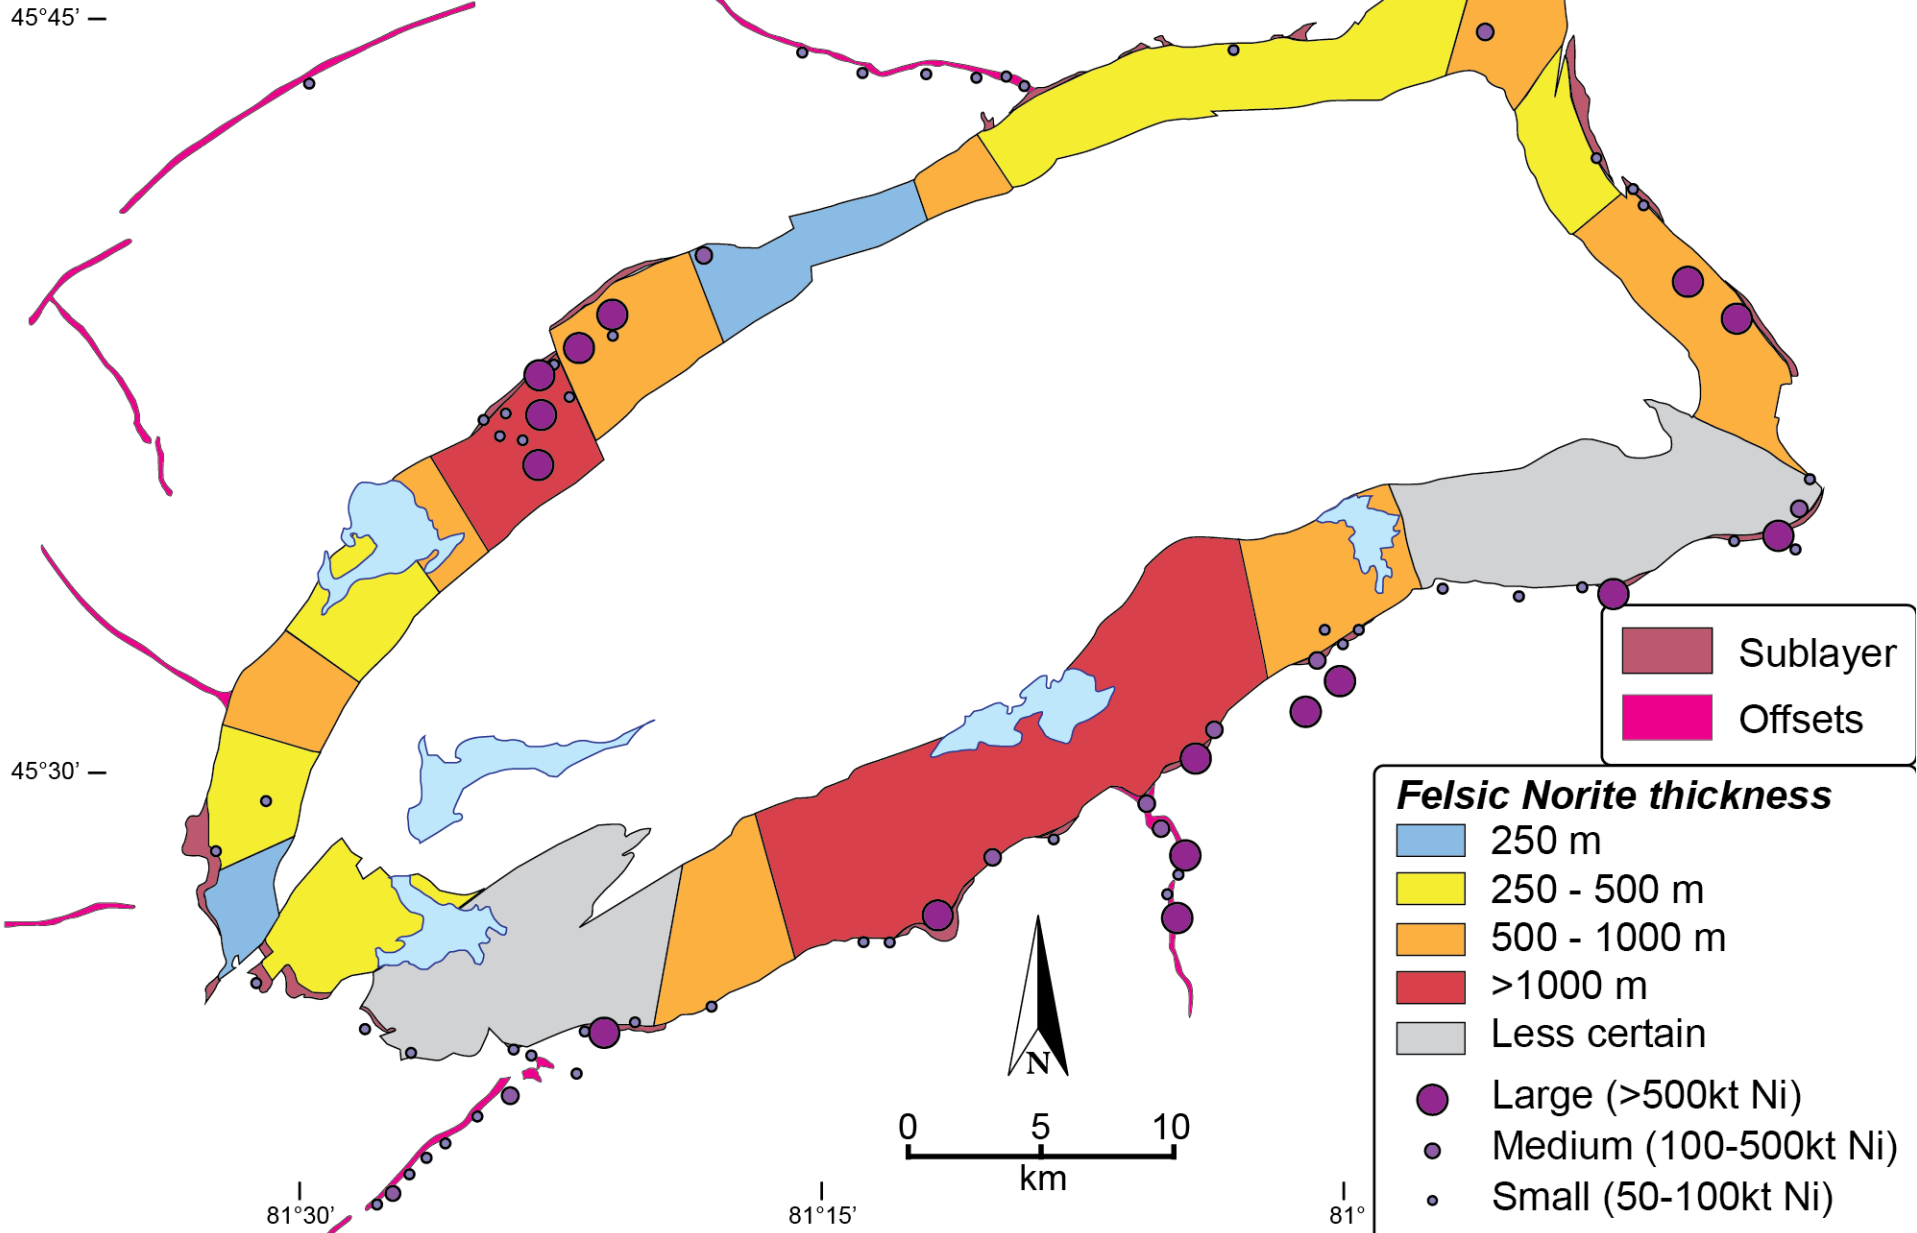 45°45’
Sublayer
Offsets
45°30’
Felsic Norite thickness
250 m
250 - 500 m
500 - 1000 m
>1000 m
Less certain
Large (>500kt Ni)
Medium (100-500kt Ni)
Small (50-100kt Ni)
N
0 5 10
km
81°30’ 81°15’ 81°